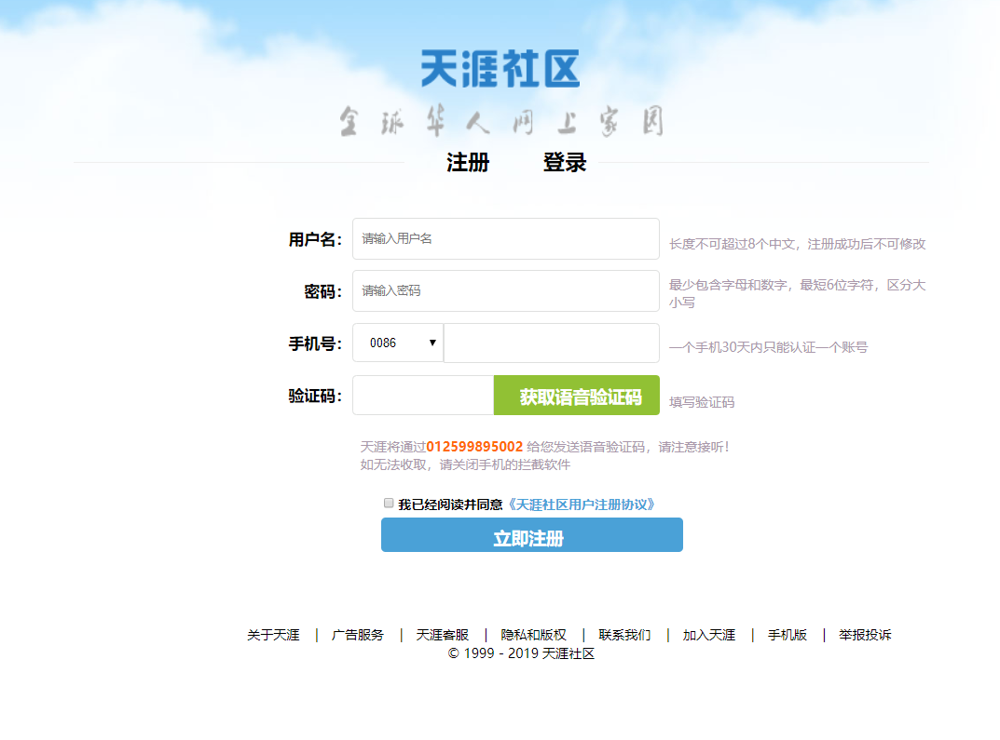 天涯社区
全球华人网上家园
注册 登录
用户名： 请输入用户名 长度不可超过8个中文，注册成功后不可修改
密码： 请输入密码 最少包含字母和数字，最短6位字符，区分大
小写
手机号： 0086 一个手机30天内只能认证一个账号
验证码： 获取语音验证码 填写验证码
天涯将通过012599895002 给您发送语音验证码，请注意接听！
如无法收取，请关闭手机的拦截软件
我已经阅读并同意《天涯社区用户注册协议》
立即注册
关于天涯 | 广告服务 | 天涯客服 | 隐私和版权 | 联系我们 | 加入天涯 | 手机版 | 举报投诉
© 1999 - 2019 天涯社区